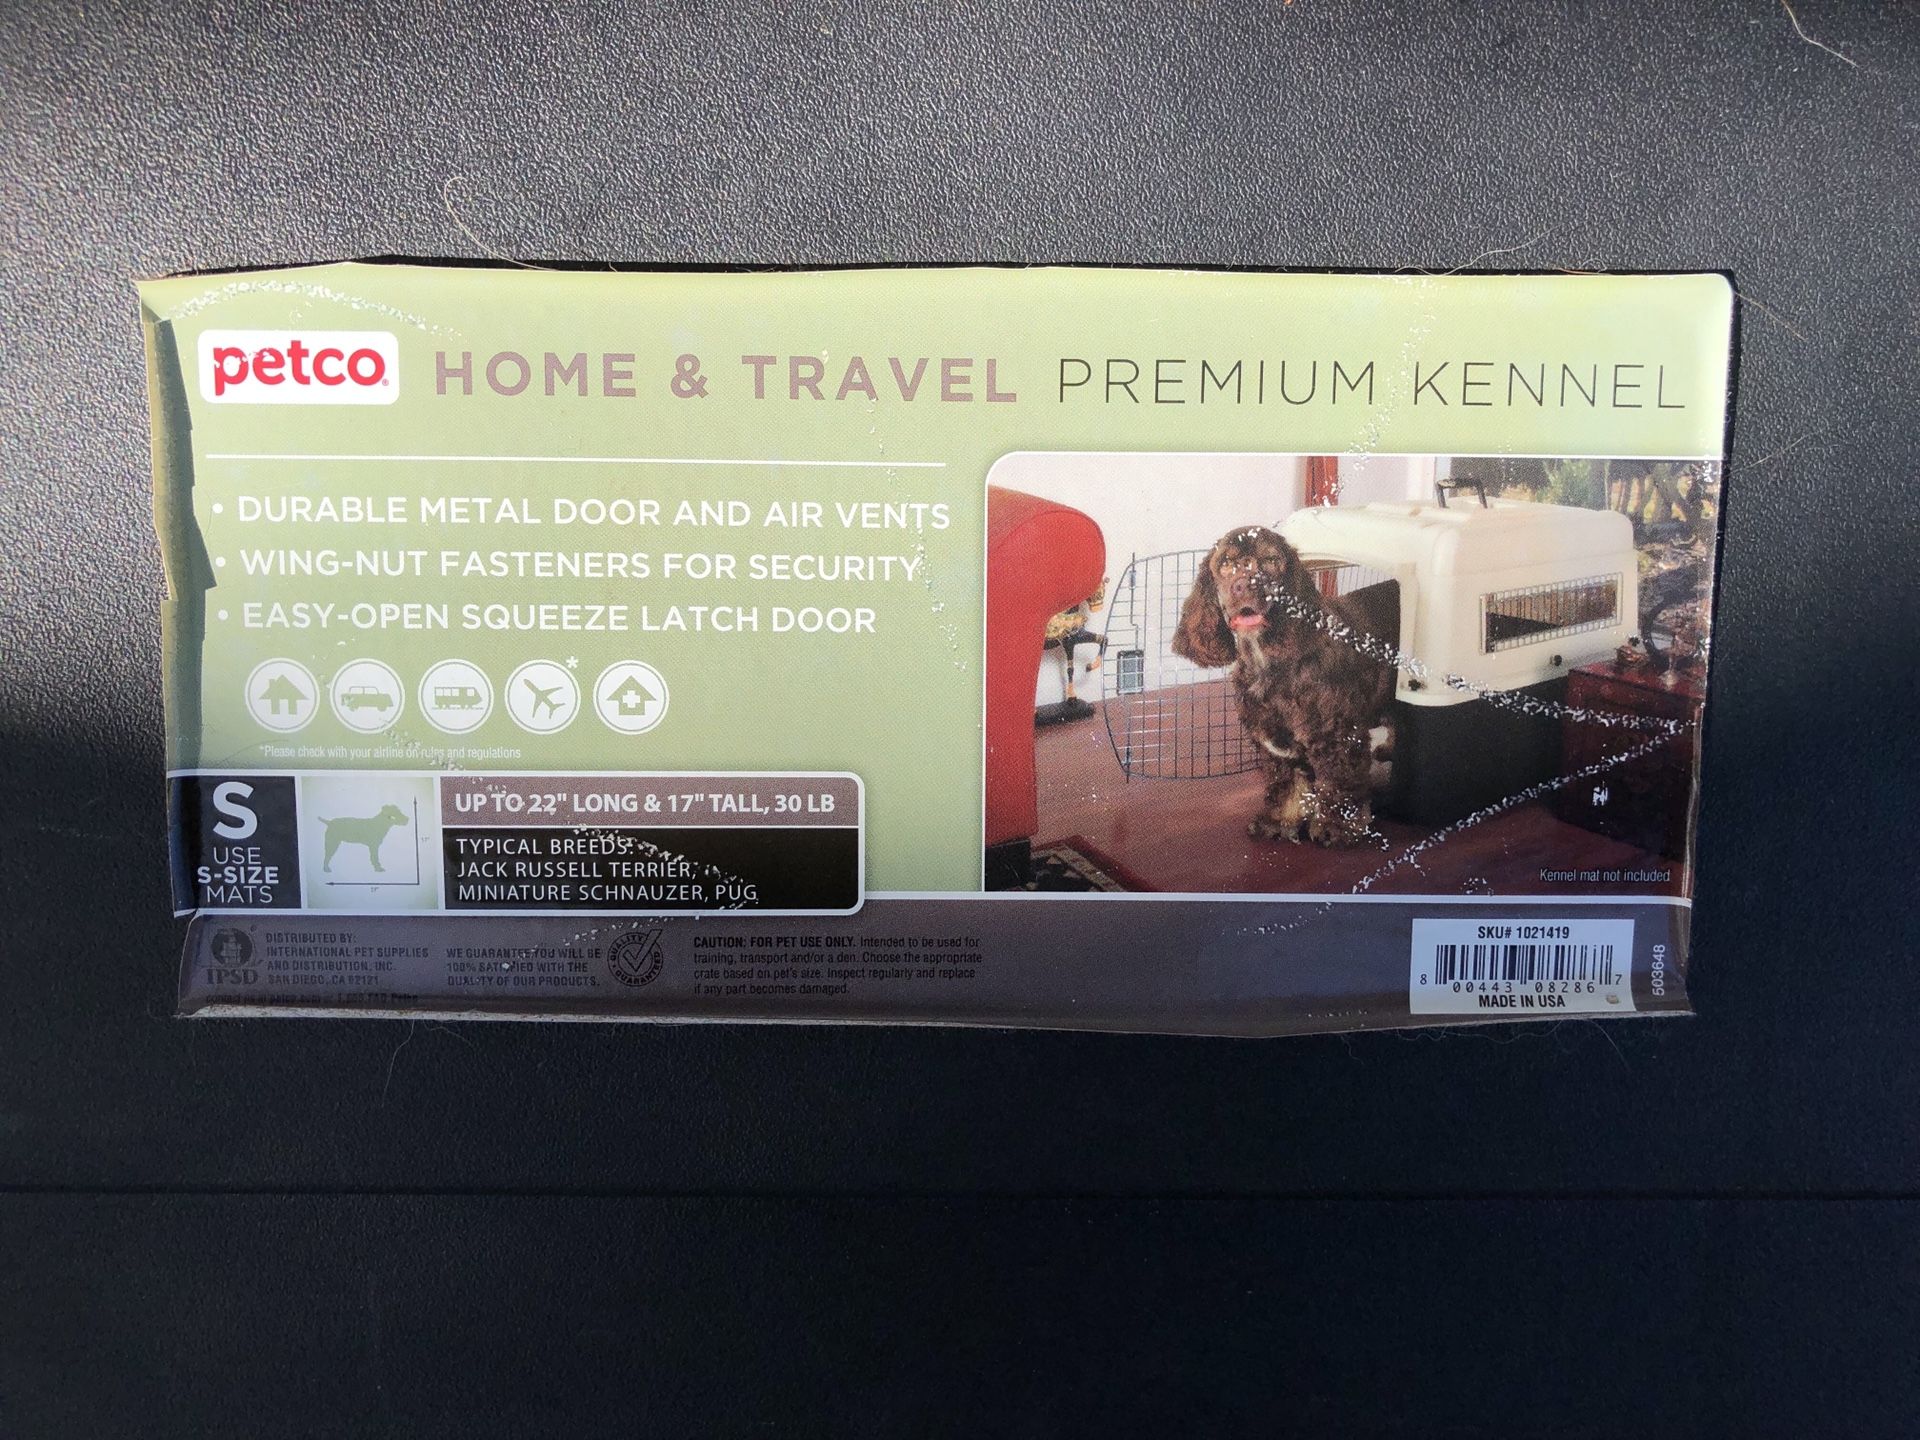 petco HOME & TRAVEL PREMIUM KENNEL
• DURABLE METAL DOOR AND AIR VENTS
• WING-NUT FASTENERS FOR SECURITY
• EASY-OPEN SQUEEZE LATCH DOOR
*
*Please check with your airline on rules and regulations
S
USE
S-SIZE
MATS
UP TO 22" LONG & 17" TALL, 30 LB
TYPICAL BREEDS:
JACK RUSSELL TERRIER,
MINIATURE SCHNAUZER, PUG
Kennel mat not included
IPSD
DISTRIBUTED BY:
INTERNATIONAL PET SUPPLIES
AND DISTRIBUTION, INC.
SAN DIEGO, CA 92121
WE GUARANTEE YOU WILL BE
100% SATISFIED WITH THE
QUALITY OF OUR PRODUCTS.
QUALITY
GUARANTEED
CAUTION: FOR PET USE ONLY. Intended to be used for
training, transport and/or a den. Choose the appropriate
crate based on pet's size. Inspect regularly and replace
if any part becomes damaged.
SKU# 1021419
8 00443 08286 7
MADE IN USA
503648